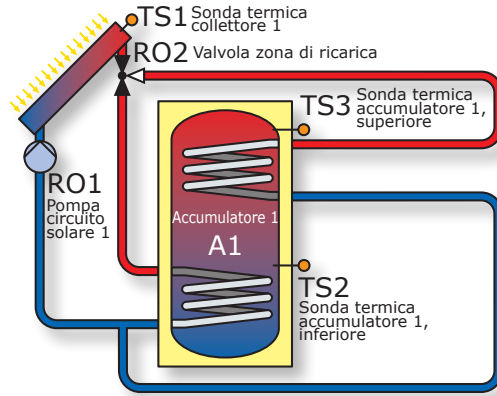 TS1 Sonda termica
collettore 1
RO2 Valvola zona di ricarica
TS3 Sonda termica
accumulatore 1,
superiore
RO1
Pompa
circuito
solare 1
Accumulatore 1
A1
TS2
Sonda termica
accumulatore 1,
inferiore